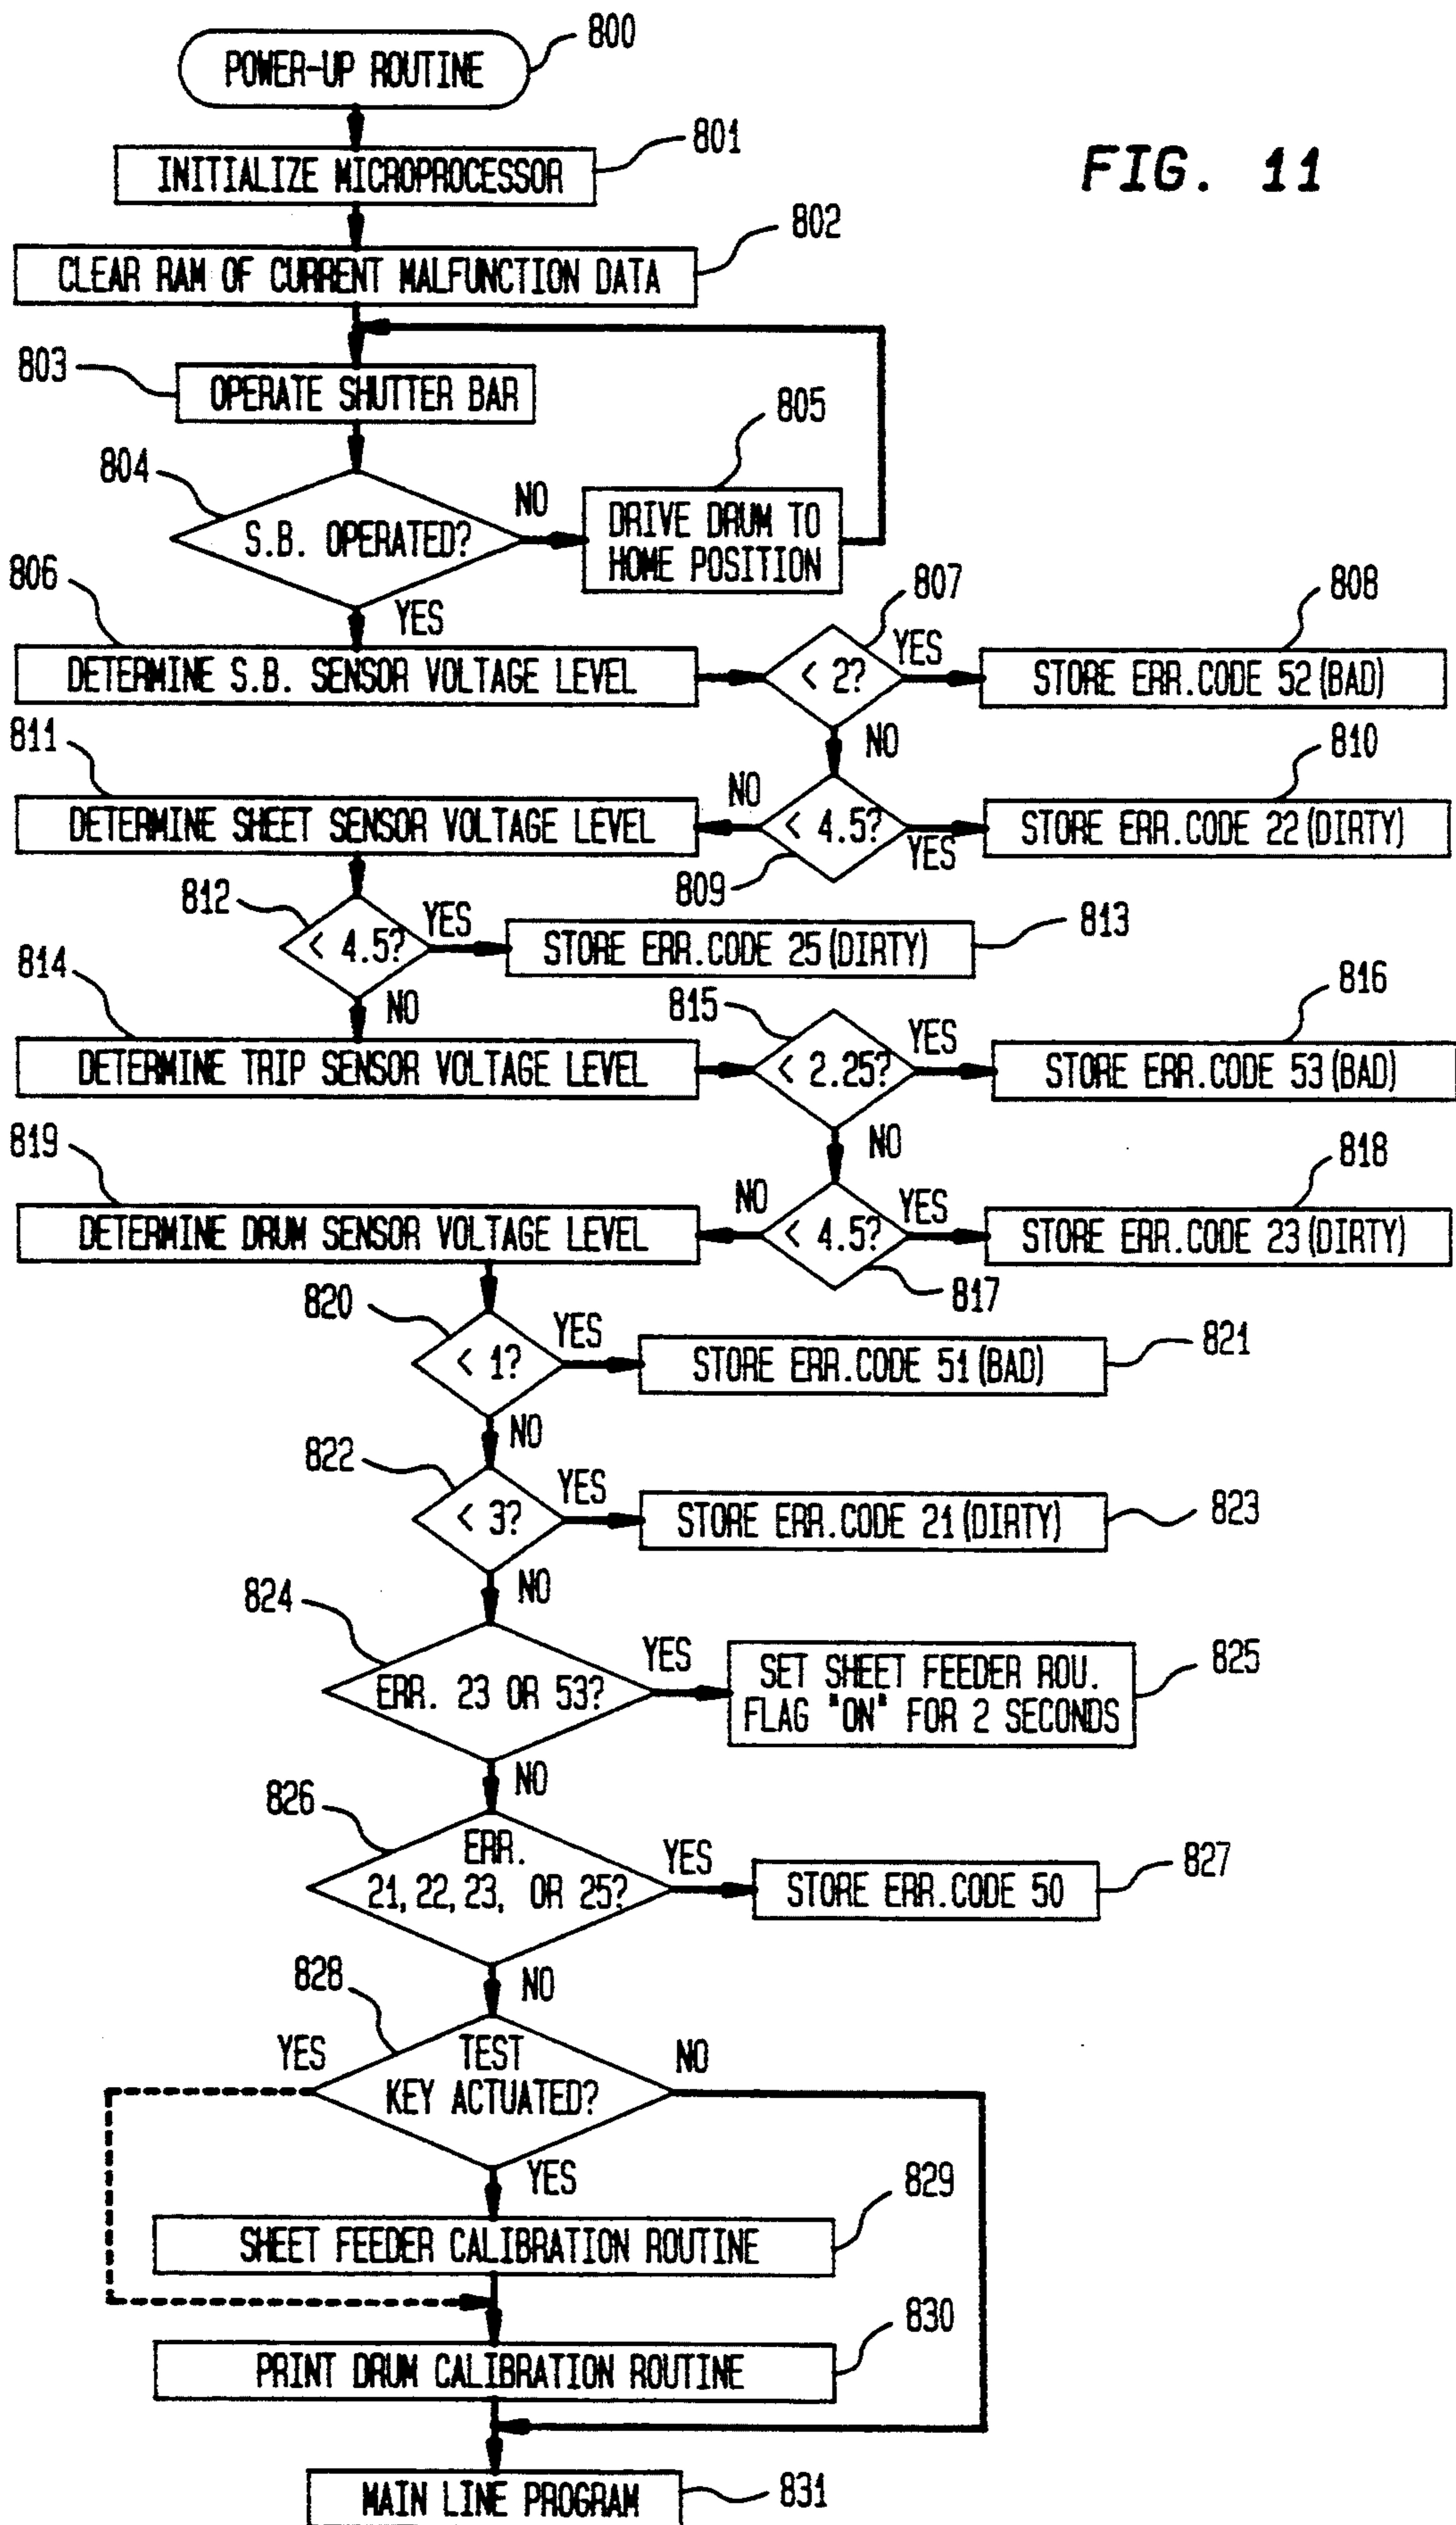 800
POWER-UP ROUTINE
801
FIG. 11
INITIALIZE MICROPROCESSOR
802
CLEAR RAM OF CURRENT MALFUNCTION DATA
803
OPERATE SHUTTER BAR
805
804
NO
DRIVE DRUM TO
HOME POSITION
S.B. OPERATED?
806
YES
807
808
DETERMINE S.B. SENSOR VOLTAGE LEVEL
< 2?
YES
STORE ERR.CODE 52 (BAD)
811
NO
810
DETERMINE SHEET SENSOR VOLTAGE LEVEL
NO
< 4.5?
YES
STORE ERR.CODE 22 (DIRTY)
809
812
< 4.5?
YES
STORE ERR.CODE 25 (DIRTY)
813
814
NO
815
816
DETERMINE TRIP SENSOR VOLTAGE LEVEL
< 2.25?
YES
STORE ERR.CODE 53 (BAD)
819
NO
818
DETERMINE DRUM SENSOR VOLTAGE LEVEL
NO
< 4.5?
YES
STORE ERR.CODE 23 (DIRTY)
817
820
< 1?
YES
STORE ERR.CODE 51 (BAD)
821
NO
822
< 3?
YES
STORE ERR.CODE 21 (DIRTY)
823
NO
824
ERR. 23 OR 53?
YES
SET SHEET FEEDER ROU.
FLAG "ON" FOR 2 SECONDS
825
NO
826
ERR.
21, 22, 23, OR 25?
YES
STORE ERR.CODE 50
827
NO
828
YES
TEST
KEY ACTUATED?
NO
YES
829
SHEET FEEDER CALIBRATION ROUTINE
830
PRINT DRUM CALIBRATION ROUTINE
MAIN LINE PROGRAM
831